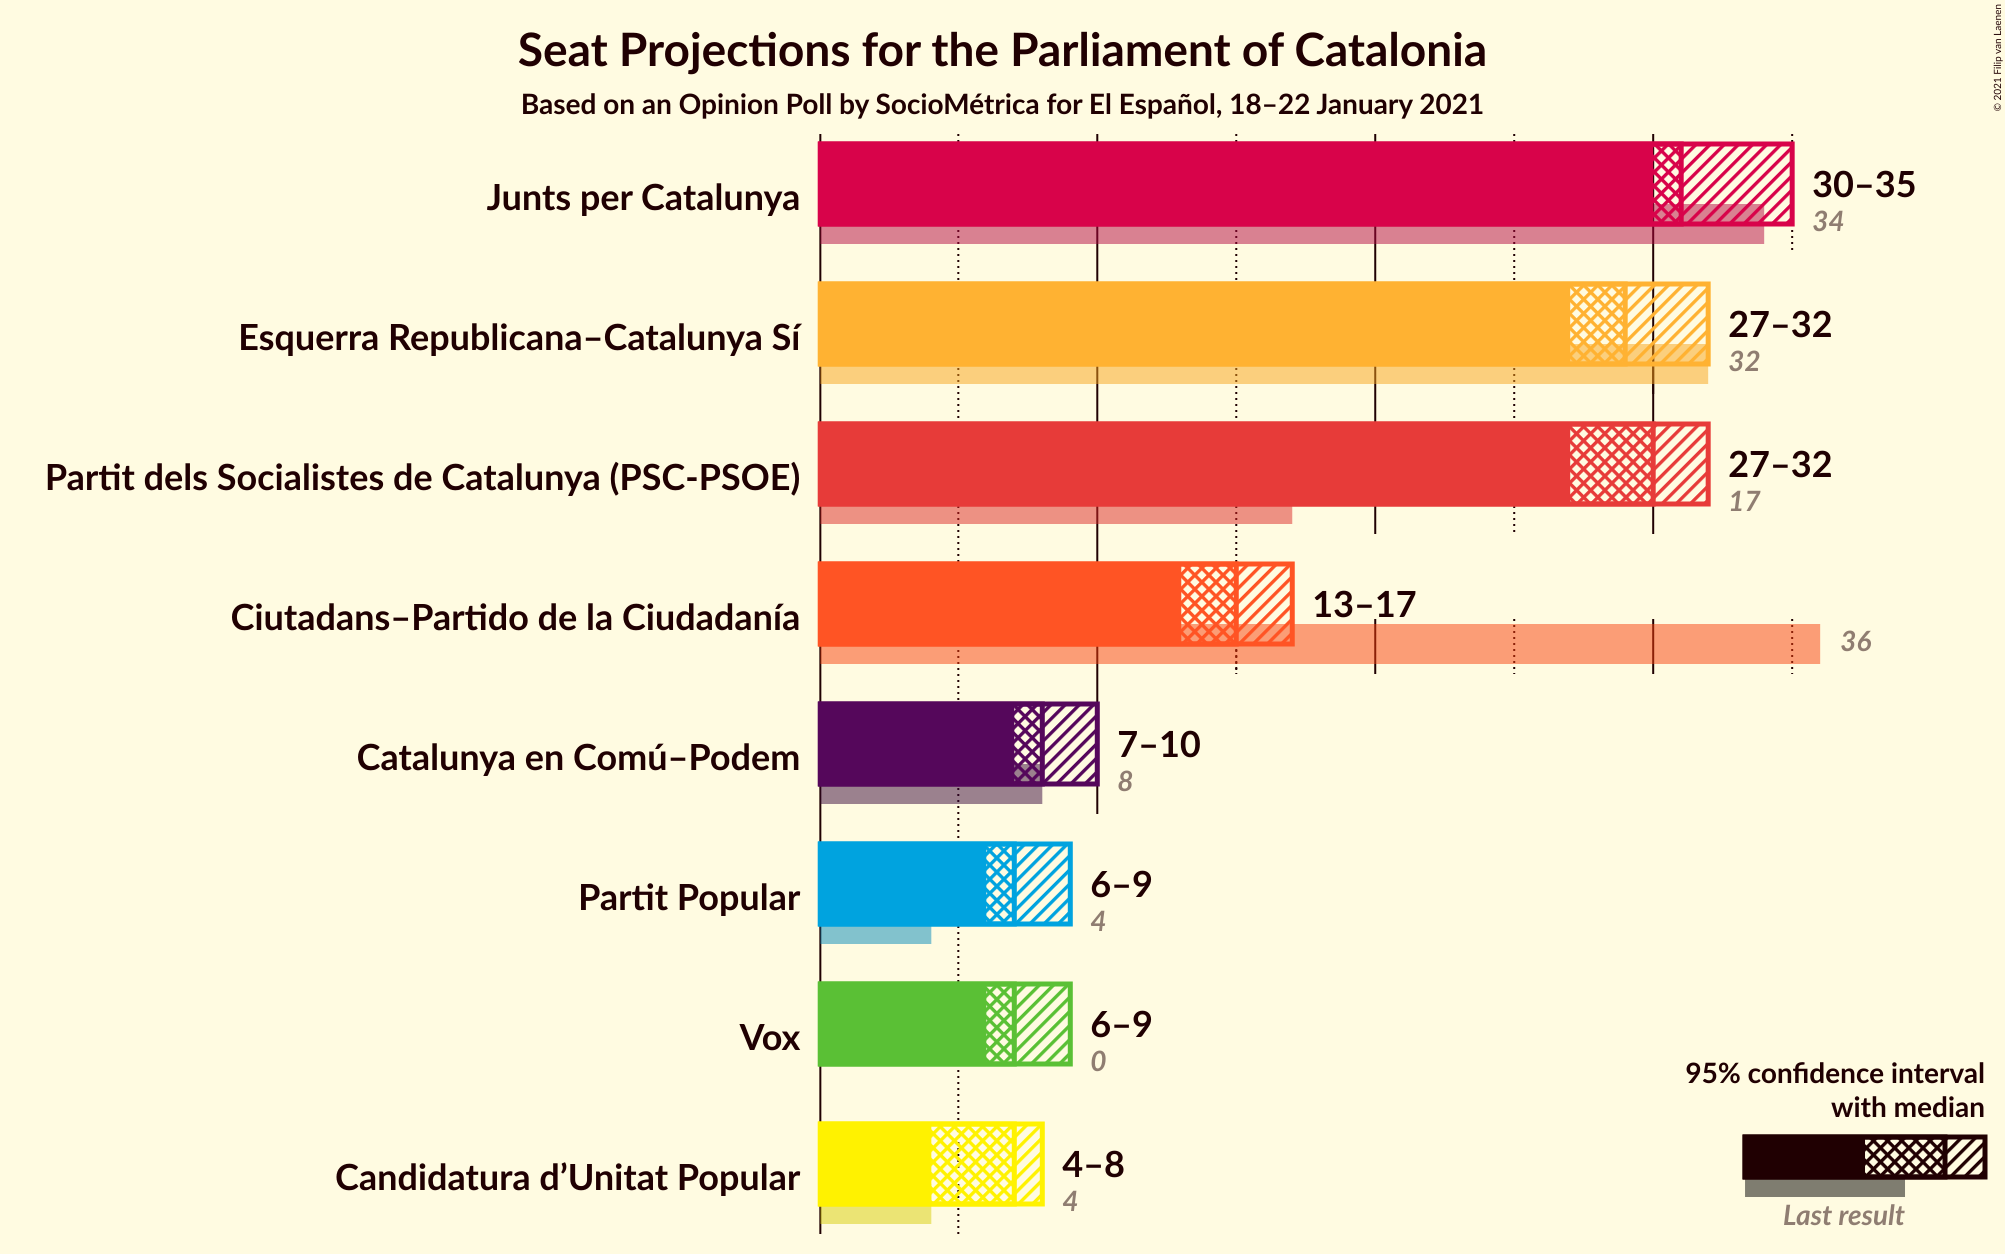 Seat Projections for the Parliament of Catalonia
Based on an Opinion Poll by SocioMétrica for El Español, 18–22 January 2021
© 2021 Filip van Laenen
Junts per Catalunya
30–35
34
Esquerra Republicana–Catalunya Sí
27–32
32
Partit dels Socialistes de Catalunya (PSC-PSOE)
27–32
17
Ciutadans–Partido de la Ciudadanía
13–17
36
Catalunya en Comú–Podem
7–10
8
Partit Popular
6–9
4
Vox
6–9
0
Candidatura d’Unitat Popular
4–8
4
95% confidence interval
with median
Last result